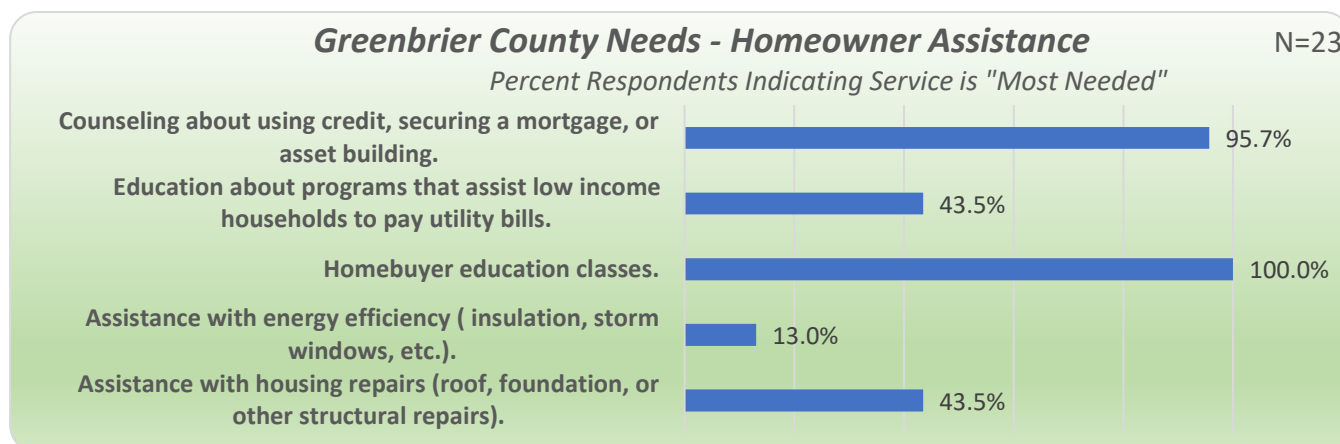 Greenbrier County Needs - Homeowner Assistance
N=23
Percent Respondents Indicating Service is "Most Needed"
Counseling about using credit, securing a mortgage, or
asset building.
95.7%
Education about programs that assist low income
households to pay utility bills.
43.5%
Homebuyer education classes.
100.0%
Assistance with energy efficiency ( insulation, storm
windows, etc.).
13.0%
Assistance with housing repairs (roof, foundation, or
other structural repairs).
43.5%